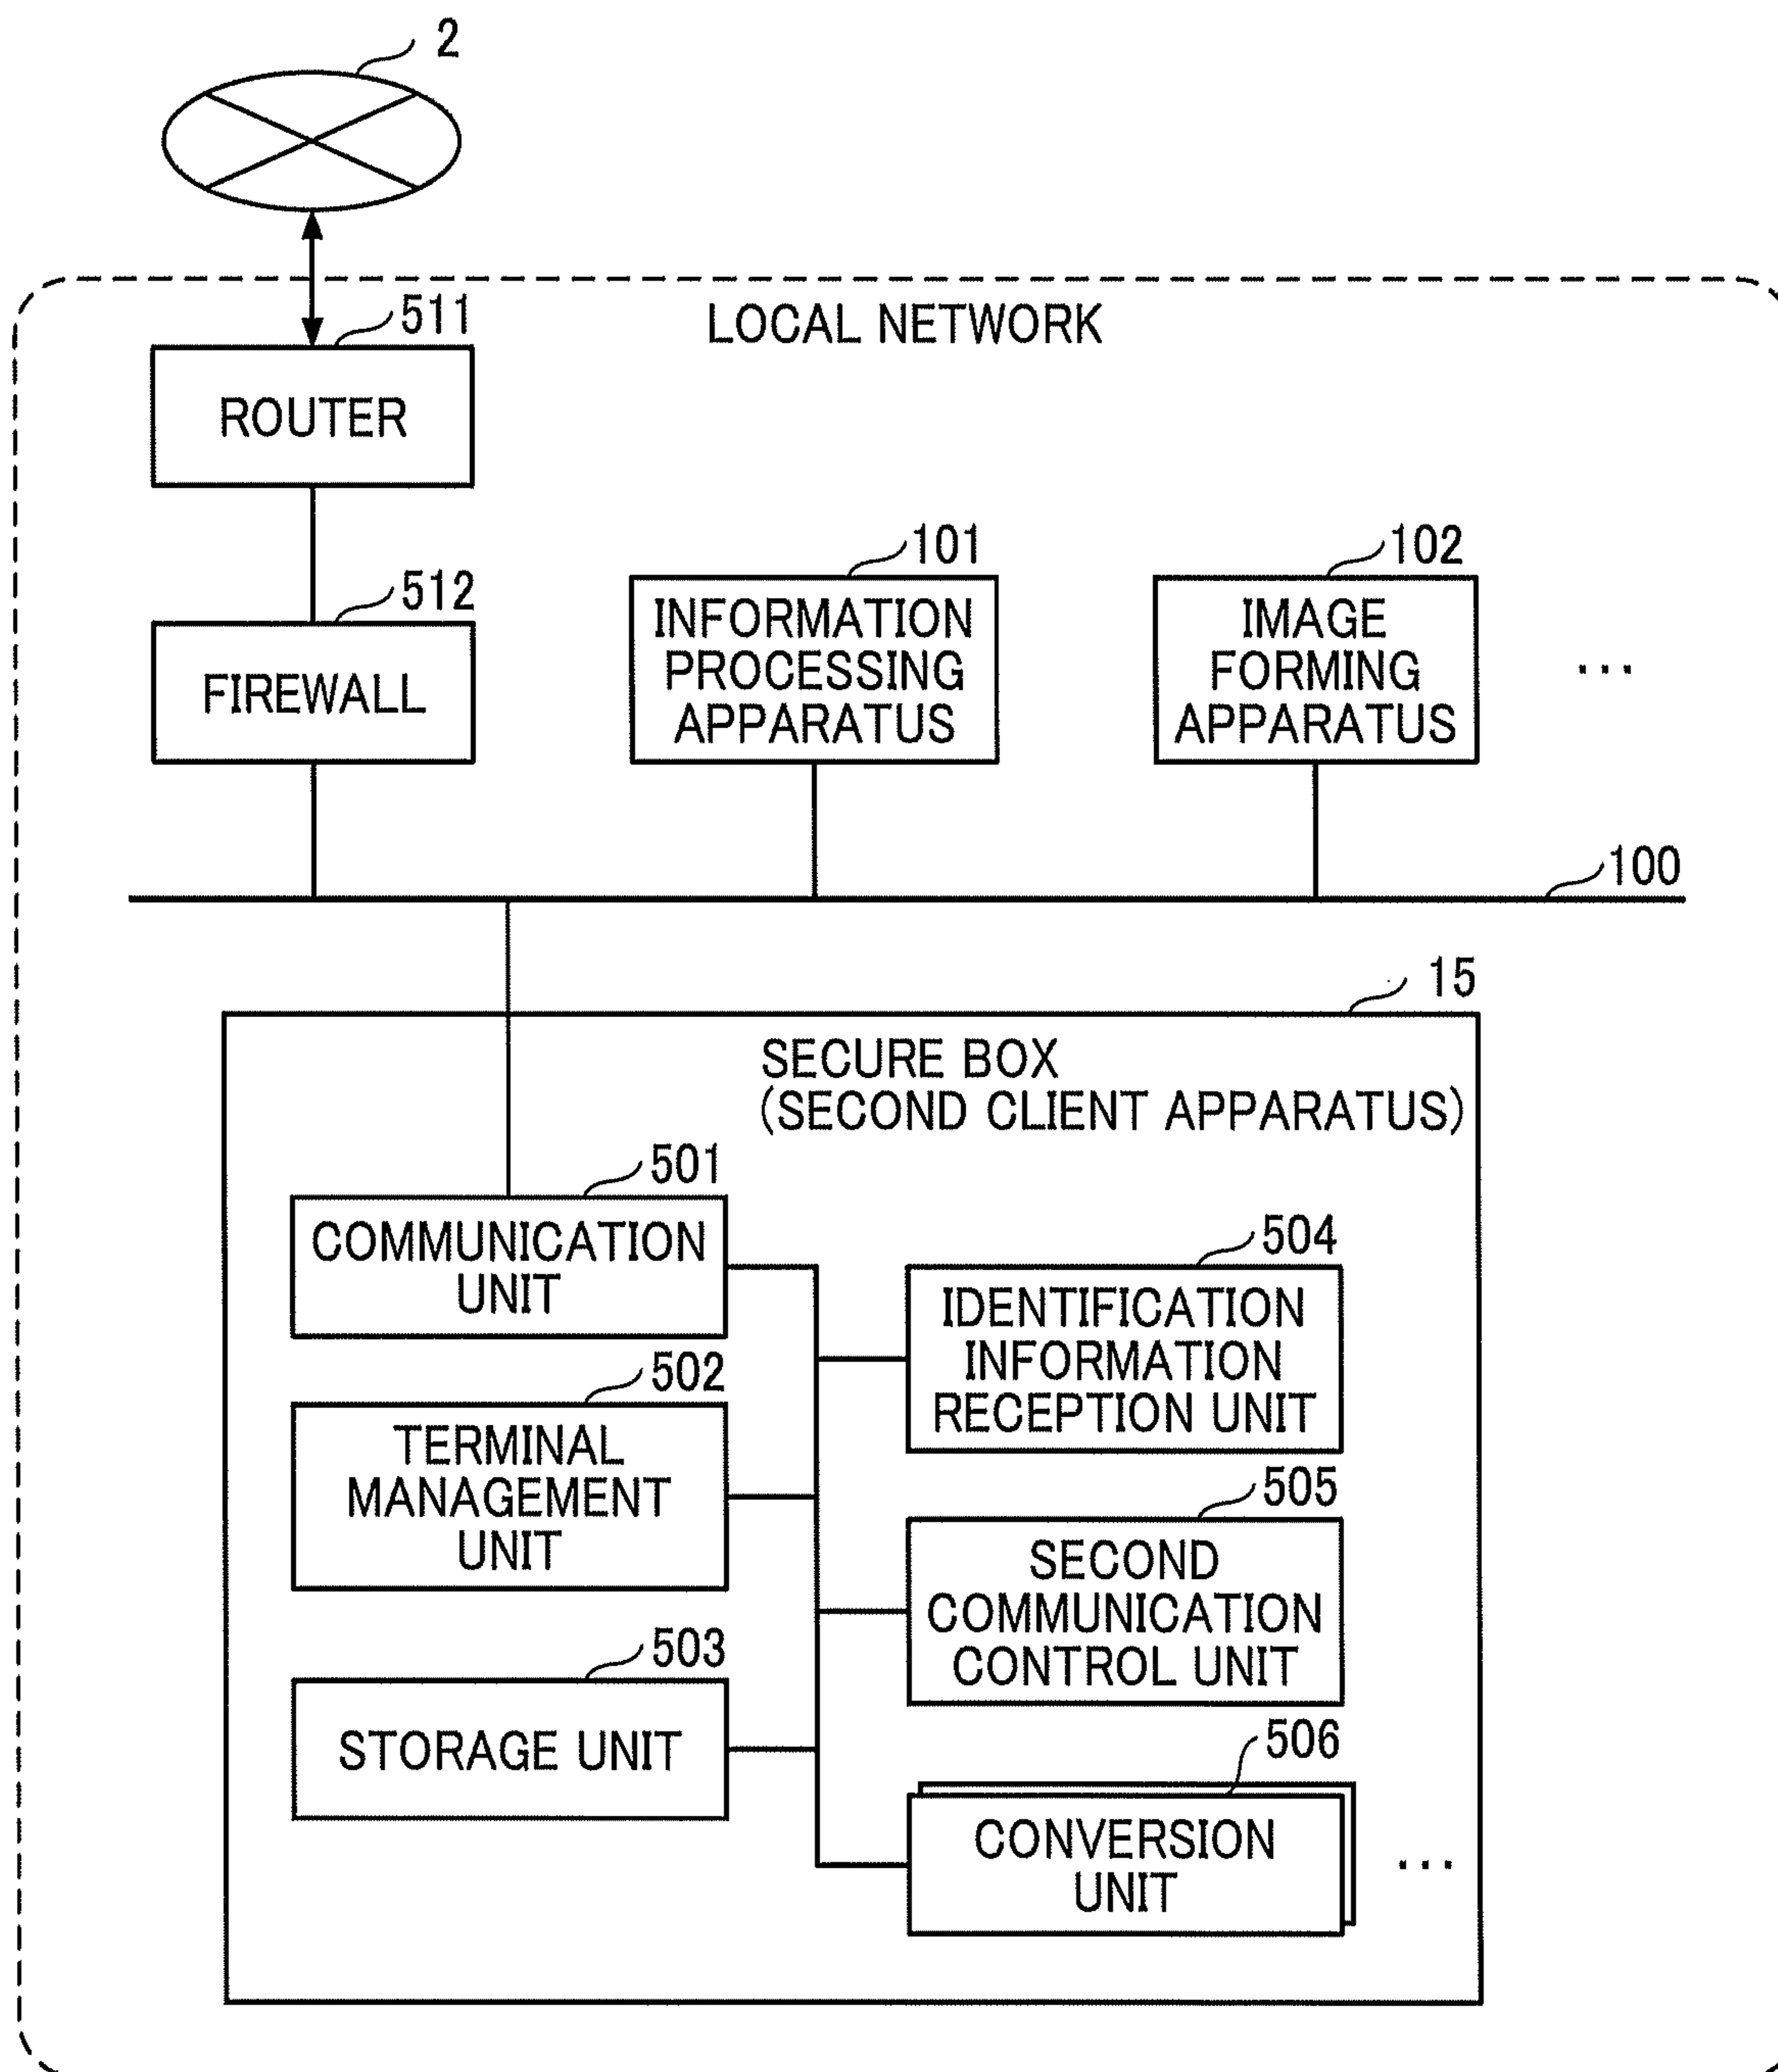 2
LOCAL NETWORK
511
ROUTER
512
FIREWALL
101
INFORMATION
PROCESSING
APPARATUS
102
IMAGE
FORMING
APPARATUS
...
100
15
SECURE BOX
(SECOND CLIENT APPARATUS)
501
COMMUNICATION
UNIT
502
TERMINAL
MANAGEMENT
UNIT
503
STORAGE UNIT
504
IDENTIFICATION
INFORMATION
RECEPTION UNIT
505
SECOND
COMMUNICATION
CONTROL UNIT
506
CONVERSION
UNIT
...